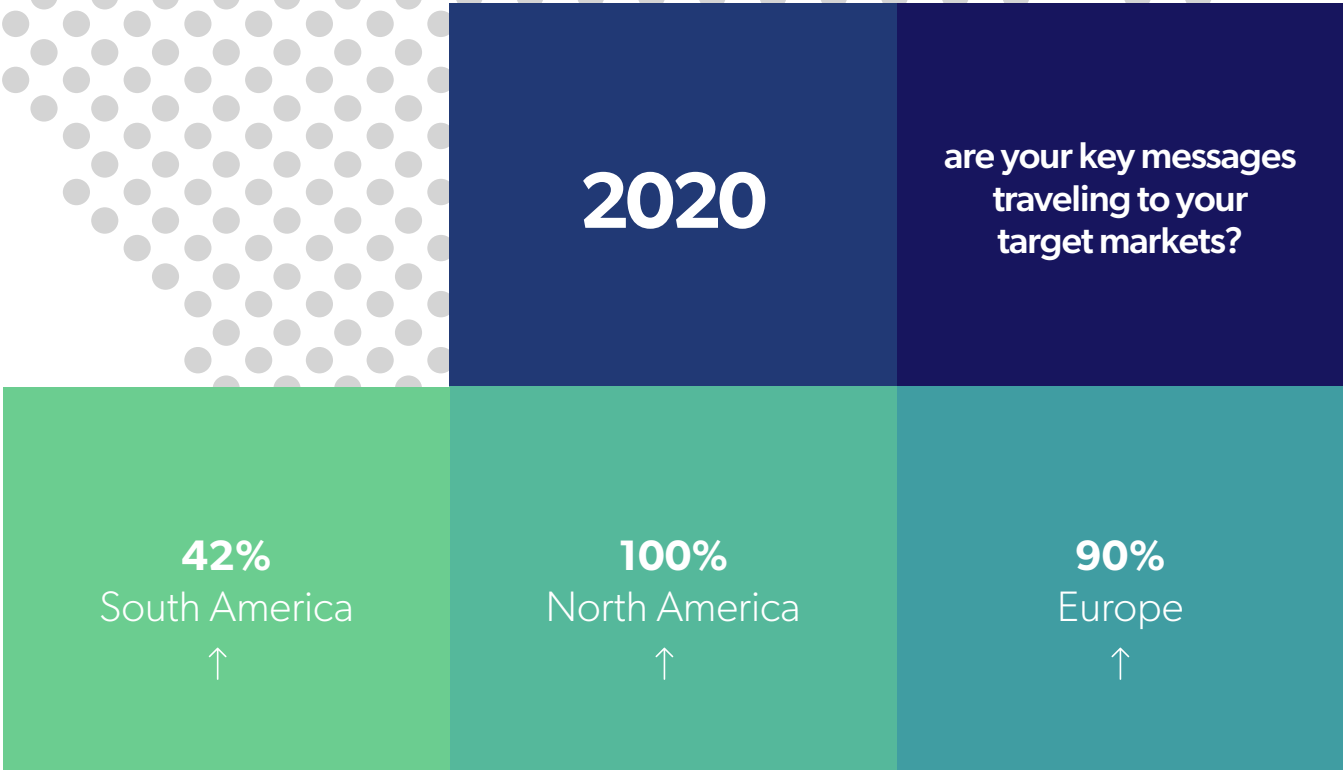 2020
are your key messages
traveling to your
target markets?
42%
South America
↑
100%
North America
↑
90%
Europe
↑